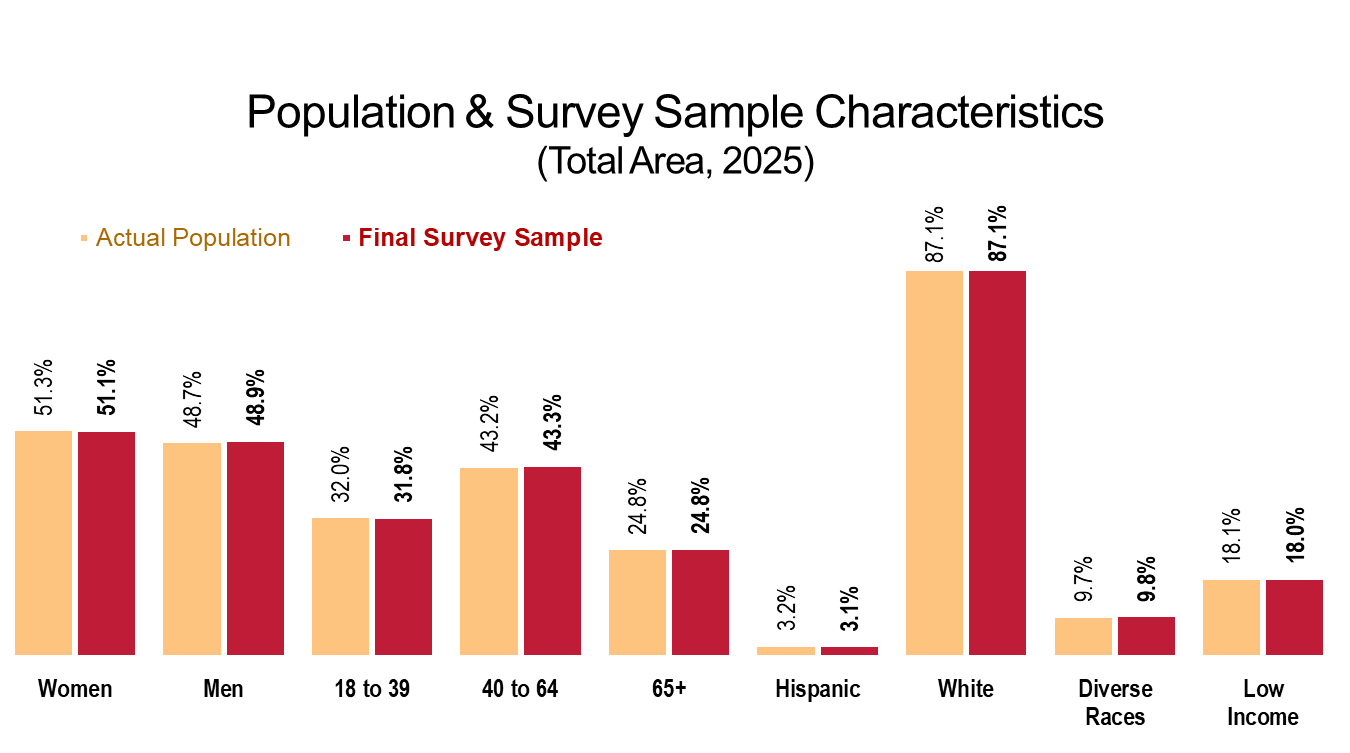 Population & Survey Sample Characteristics
(Total Area, 2025)
Actual Population
Final Survey Sample
51.3%
51.1%
48.7%
48.9%
32.0%
31.8%
43.2%
43.3%
24.8%
24.8%
3.2%
3.1%
87.1%
87.1%
9.7%
9.8%
18.1%
18.0%
Women
Men
18 to 39
40 to 64
65+
Hispanic
White
Diverse
Races
Low
Income